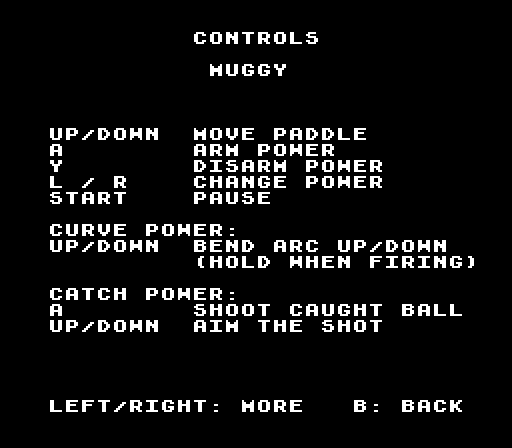 CONTROLS
MUGGY
UP/DOWN MOVE PADDLE
A ARM POWER
Y DISARM POWER
L / R CHANGE POWER
START PAUSE
CURVE POWER:
UP/DOWN BEND ARC UP/DOWN
(HOLD WHEN FIRING)
CATCH POWER:
A SHOOT CAUGHT BALL
UP/DOWN AIM THE SHOT
LEFT/RIGHT: MORE B: BACK